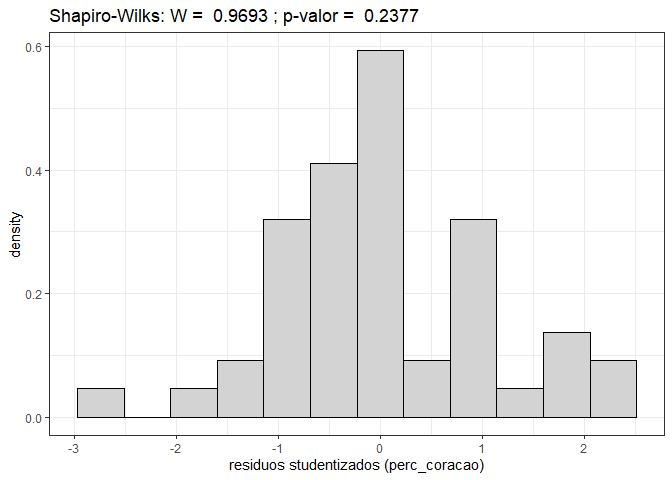 Shapiro-Wilks: W =  0.9693 ; p-valor =  0.2377
0.6
0.4
0.2
0.0
density
-3 -2 -1 0 1 2
residuos studentizados (perc_coracao)